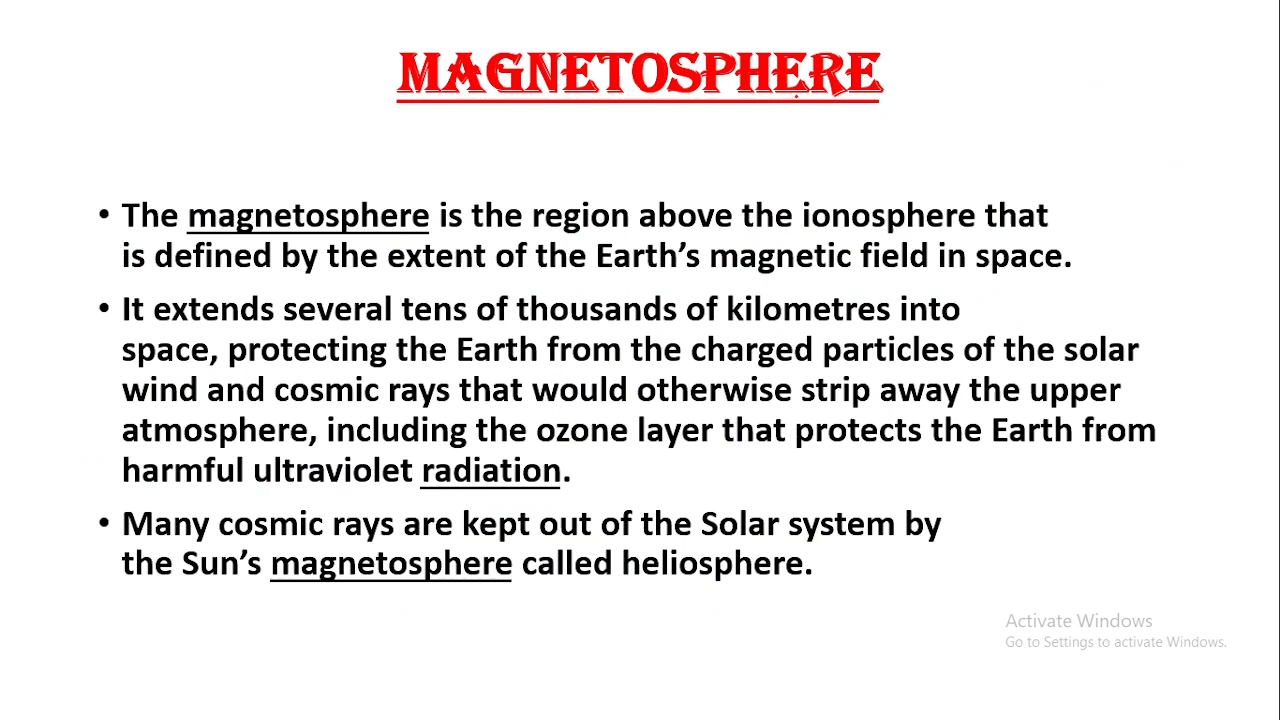 MAGNETOSPHERE
• The magnetosphere is the region above the ionosphere that
is defined by the extent of the Earth’s magnetic field in space.
• It extends several tens of thousands of kilometres into
space, protecting the Earth from the charged particles of the solar
wind and cosmic rays that would otherwise strip away the upper
atmosphere, including the ozone layer that protects the Earth from
harmful ultraviolet radiation.
• Many cosmic rays are kept out of the Solar system by
the Sun’s magnetosphere called heliosphere.
Activate Windows
Go to Settings to activate Windows.